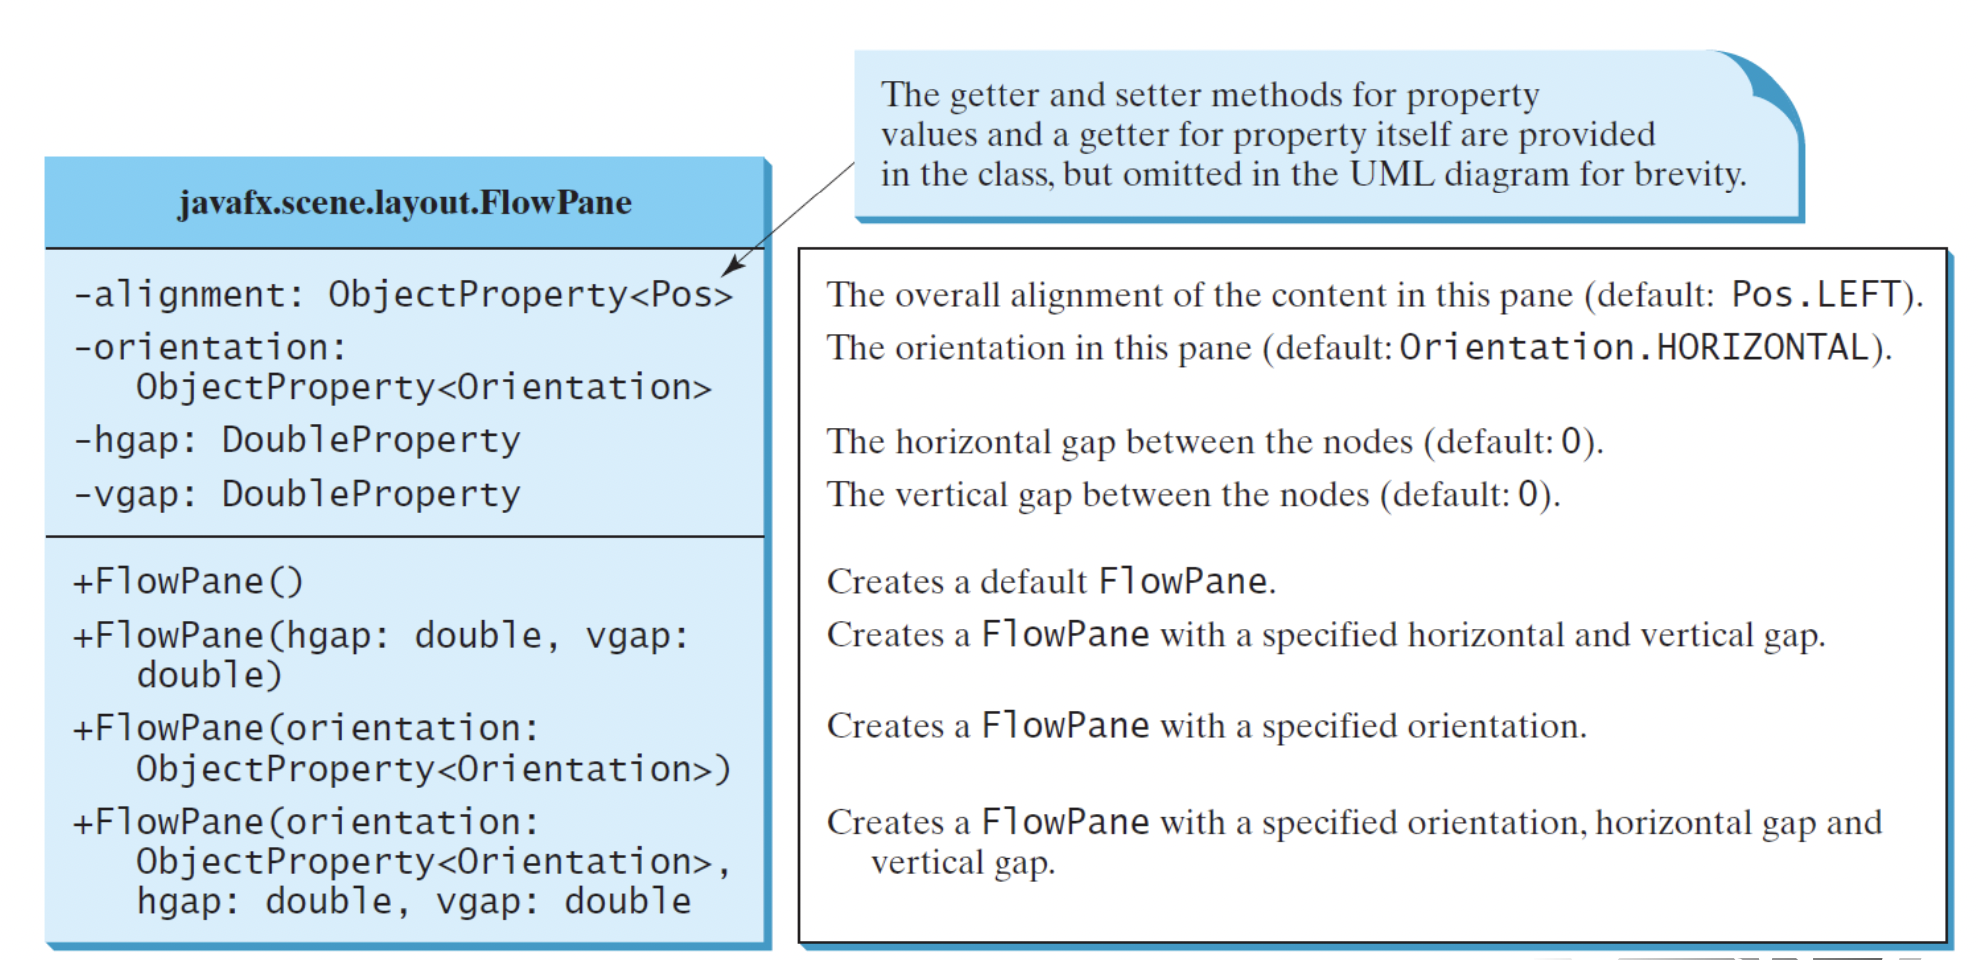 The getter and setter methods for property
values and a getter for property itself are provided
in the class, but omitted in the UML diagram for brevity.
javafx.scene.layout.FlowPane
-alignment: ObjectProperty<Pos>
-orientation:
ObjectProperty<Orientation>
-hgap: DoubleProperty
-vgap: DoubleProperty
+FlowPane()
+FlowPane(hgap: double, vgap:
double)
+FlowPane(orientation:
ObjectProperty<Orientation>)
+FlowPane(orientation:
ObjectProperty<Orientation>,
hgap: double, vgap: double
The overall alignment of the content in this pane (default: Pos.LEFT).
The orientation in this pane (default: Orientation.HORIZONTAL).
The horizontal gap between the nodes (default: 0).
The vertical gap between the nodes (default: 0).
Creates a default FlowPane.
Creates a FlowPane with a specified horizontal and vertical gap.
Creates a FlowPane with a specified orientation.
Creates a FlowPane with a specified orientation, horizontal gap and
vertical gap.